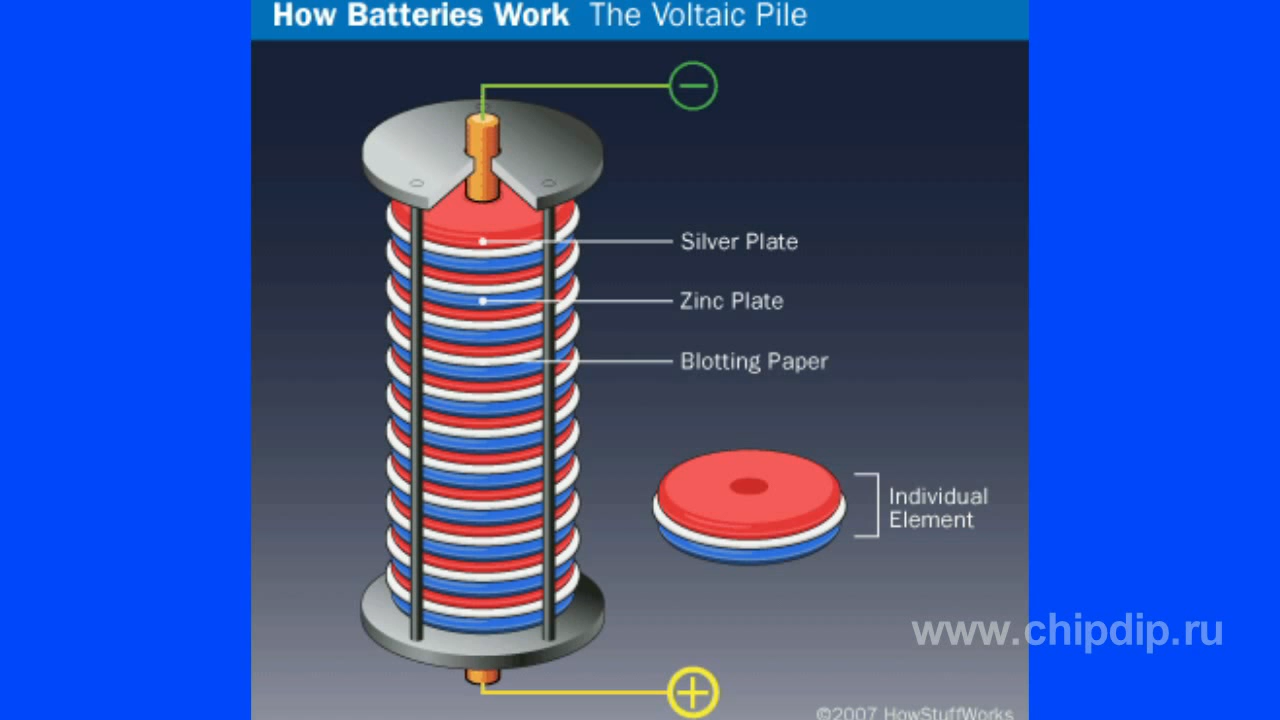 How Batteries Work The Voltaic Pile
−
Silver Plate
Zinc Plate
Blotting Paper
Individual
Element
www.chipdip.ru
+
©2007 HowStuffWorks